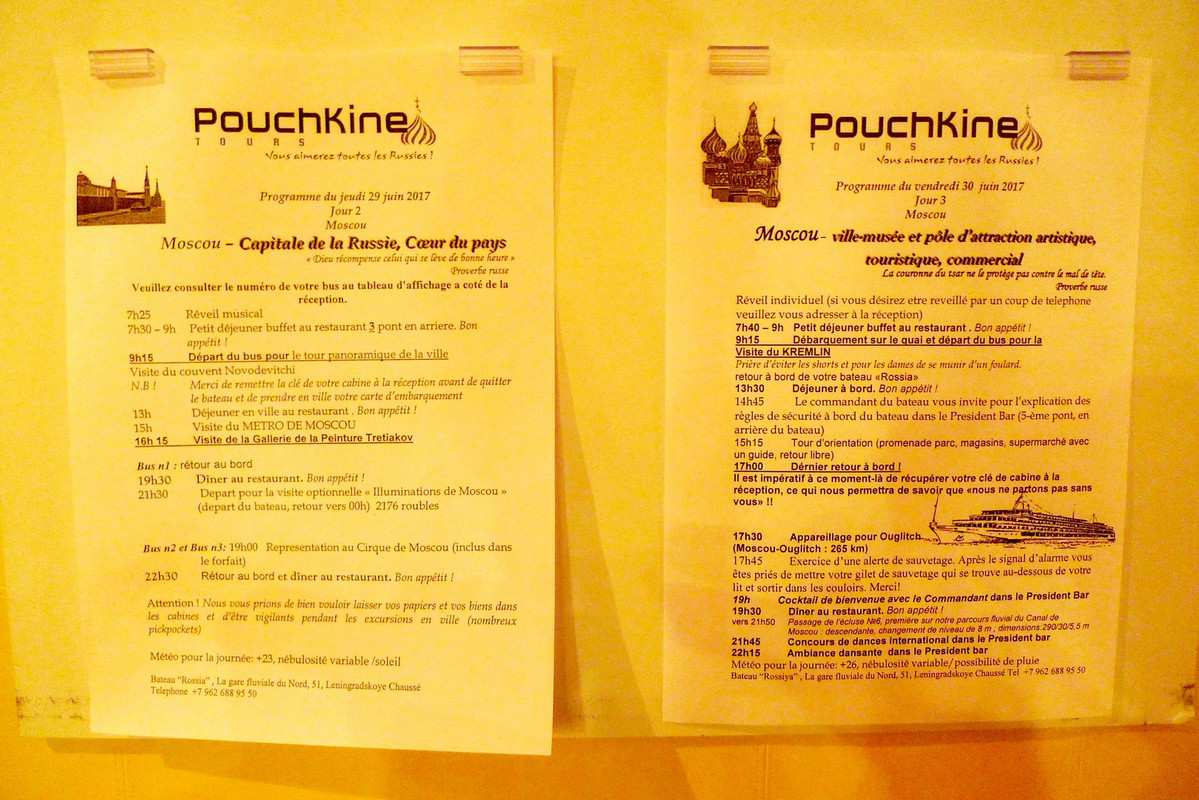 Pouchkine
TOURS
Vous aimerez toutes les Russies !
Programme du jeudi 29 juin 2017
Jour 2
Moscou
Moscou – Capitale de la Russie, Cœur du pays
« Dieu récompense celui qui se lève de bonne heure »
Proverbe russe
Veuillez consulter le numéro de votre bus au tableau d'affichage a coté de la
réception.
7h25 Réveil musical
7h30 – 9h Petit déjeuner buffet au restaurant 3 pont en arriere. Bon
appétit !
9h15 Départ du bus pour le tour panoramique de la ville
Visite du couvent Novodevitchi
N.B ! Merci de remettre la clé de votre cabine à la réception avant de quitter
le bateau et de prendre en ville votre carte d'embarquement
13h Déjeuner en ville au restaurant . Bon appétit !
15h Visite du METRO DE MOSCOU
16h 15 Visite de la Gallerie de la Peinture Tretiakov
Bus n1 : rétour au bord
19h30 Dîner au restaurant. Bon appétit !
21h30 Depart pour la visite optionnelle « Illuminations de Moscou »
(depart du bateau, retour vers 00h) 2176 roubles
Bus n2 et Bus n3: 19h00 Representation au Cirque de Moscou (inclus dans
le forfait)
22h30 Rétour au bord et dîner au restaurant. Bon appétit !
Attention ! Nous vous prions de bien vouloir laisser vos papiers et vos biens dans
les cabines et d'être vigilants pendant les excursions en ville (nombreux
pickpockets)
Météo pour la journée: +23, nébulosité variable /soleil
Bateau "Rossia" , La gare fluviale du Nord, 51, Leningradskoye Chaussé
Telephone +7 962 688 95 50
Pouchkine
TOURS
Vous aimerez toutes les Russies !
Programme du vendredi 30 juin 2017
Jour 3
Moscou
Moscou – ville-musée et pôle d'attraction artistique,
touristique, commercial
La couronne du tsar ne le protège pas contre le mal de tête.
Proverbe russe
Réveil individuel (si vous désirez etre reveillé par un coup de telephone
veuillez vous adresser à la réception)
7h40 – 9h Petit déjeuner buffet au restaurant . Bon appétit !
9h15 Débarquement sur le quai et départ du bus pour la
Visite du KREMLIN
Prière d'éviter les shorts et pour les dames de se munir d'un foulard.
retour à bord de votre bateau «Rossia»
13h30 Déjeuner à bord. Bon appétit !
14h45 Le commandant du bateau vous invite pour l'explication des
règles de sécurité à bord du bateau dans le President Bar (5-ème pont, en
arrière du bateau)
15h15 Tour d'orientation (promenade parc, magasins, supermarché avec
un guide, retour libre)
17h00 Dérnier retour à bord !
Il est impératif à ce moment-là de récupérer votre clé de cabine à la
réception, ce qui nous permettra de savoir que «nous ne partons pas sans
vous» !!
17h30 Appareillage pour Ouglitch
(Moscou-Ouglitch : 265 km)
17h45 Exercice d'une alerte de sauvetage. Après le signal d'alarme vous
êtes priés de mettre votre gilet de sauvetage qui se trouve au-dessous de votre
lit et sortir dans les couloirs. Merci!
19h Cocktail de bienvenue avec le Commandant dans le President Bar
19h30 Dîner au restaurant. Bon appétit !
vers 21h50 Passage de l'écluse №6, première sur notre parcours fluvial du Canal de
Moscou : descendante, changement de niveau de 8 m ; dimensions:290/30/5,5 m
21h45 Concours de dances international dans le President bar
22h15 Ambiance dansante dans le President bar
Météo pour la journée: +26, nébulosité variable/possibilité de pluie
Bateau "Rossiya" , La gare fluviale du Nord, 51, Leningradskoye Chaussé Tel +7 962 688 95 50